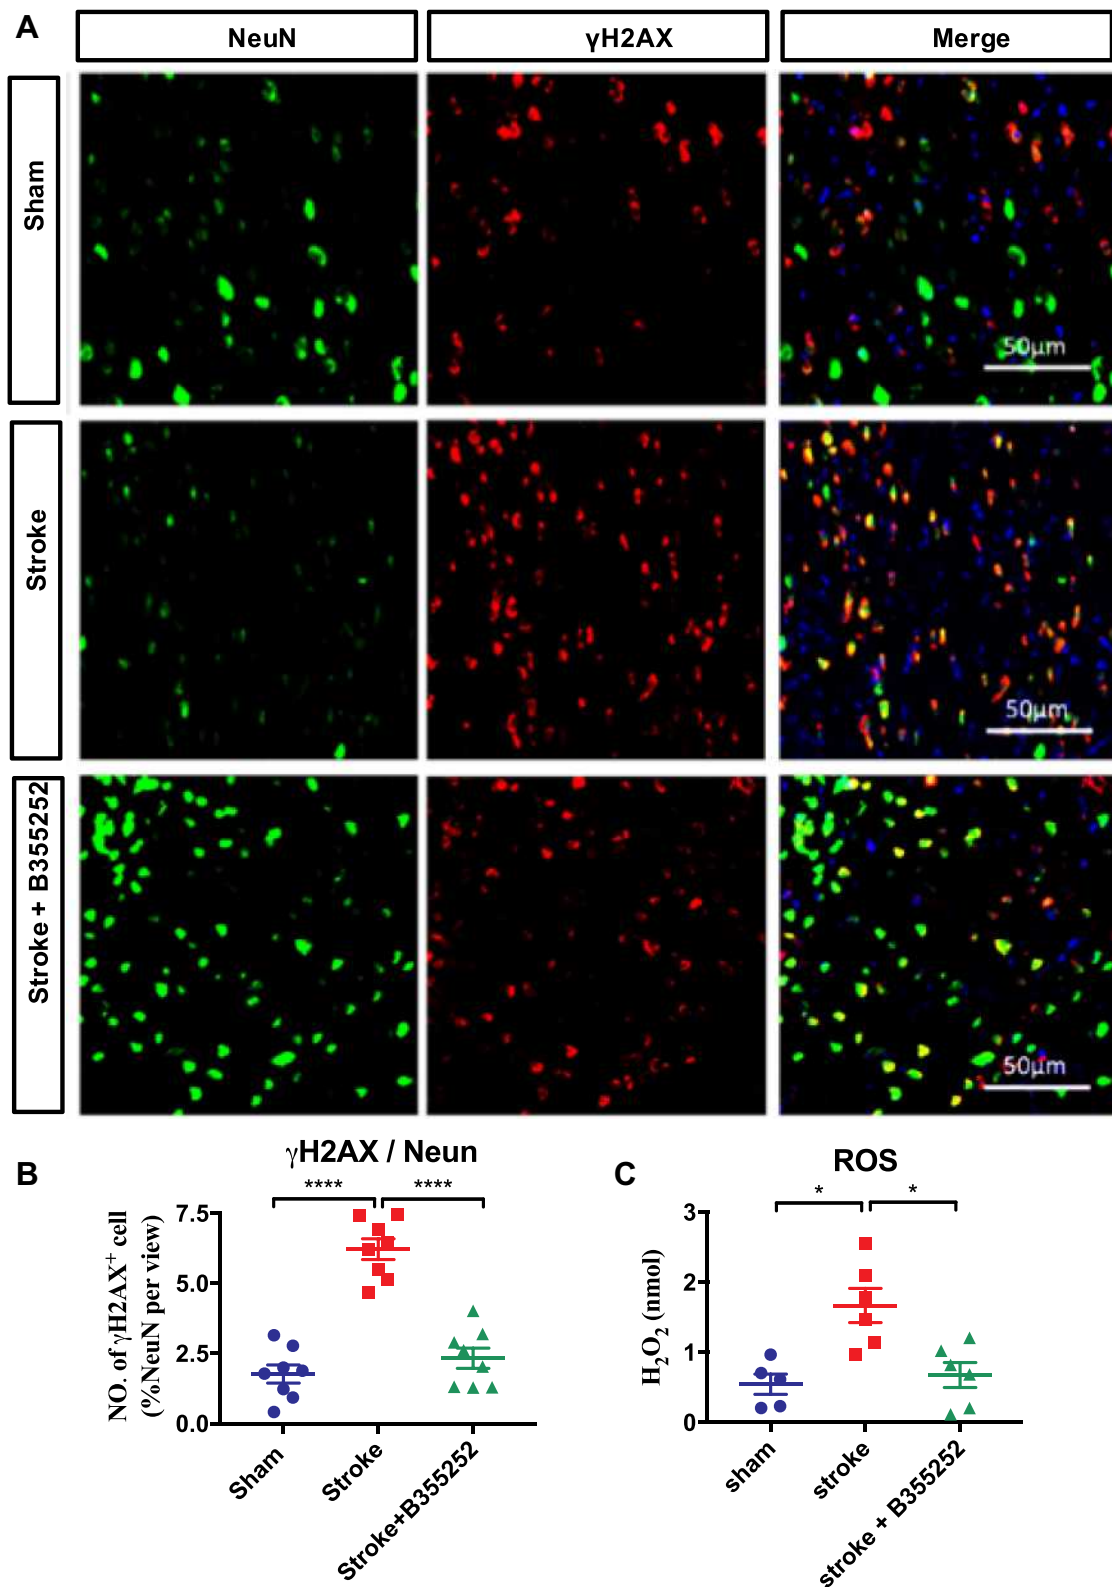 A
NeuN
γH2AX
Merge
Sham
50μm
Stroke
50μm
Stroke + B355252
50μm
B
γH2AX / Neun
****
****
NO. of γH2AX⁺ cell
(%NeuN per view)
7.5
5.0
2.5
0.0
Sham
Stroke
Stroke+B355252
C
ROS
*
*
H₂O₂ (nmol)
3
2
1
0
sham
stroke
stroke + B355252